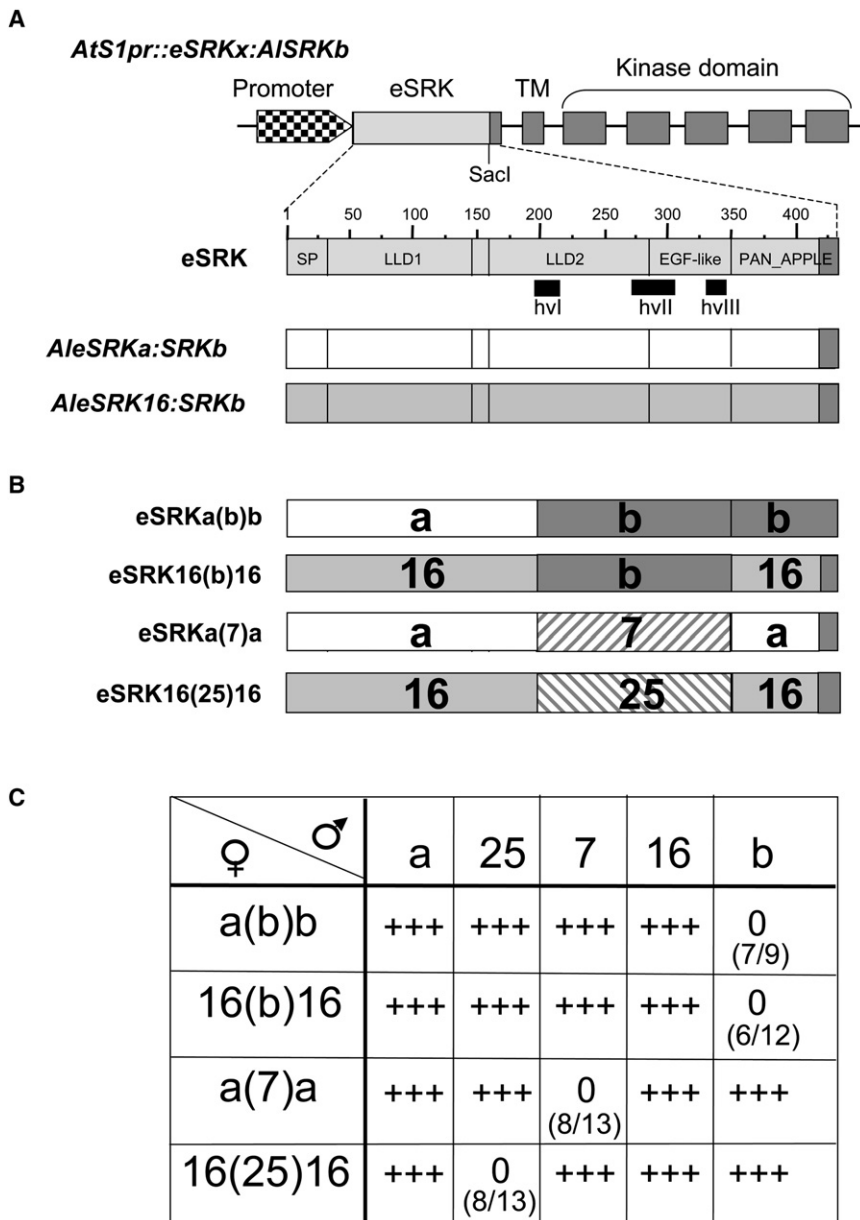 A
AtS1pr::eSRKx:AlSRKb
Promoter eSRK TM Kinase domain
SacI
1 50 100 150 200 250 300 350 400
eSRK SP LLD1 LLD2 EGF-like PAN_APPLE
hvI hvII hvIII
AleSRKa:SRKb
AleSRK16:SRKb
B
eSRKa(b)b a b b
eSRK16(b)16 16 b 16
eSRKa(7)a a 7 a
eSRK16(25)16 16 25 16
C
♀ ♂ a 25 7 16 b
a(b)b +++ +++ +++ +++ 0
(7/9)
16(b)16 +++ +++ +++ +++ 0
(6/12)
a(7)a +++ +++ 0 +++ +++
(8/13)
16(25)16 +++ 0 +++ +++ +++
(8/13)